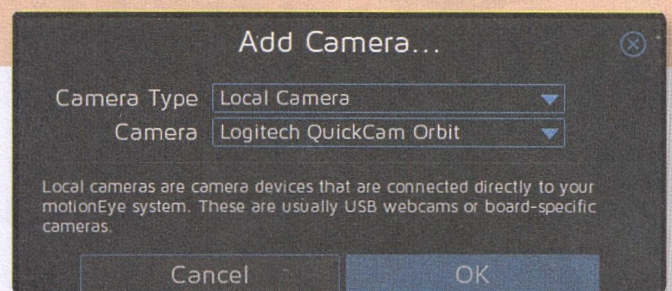 Add Camera...
Camera Type Local Camera
Camera Logitech QuickCam Orbit
Local cameras are camera devices that are connected directly to your
motionEye system. These are usually USB webcams or board-specific
cameras.
Cancel OK